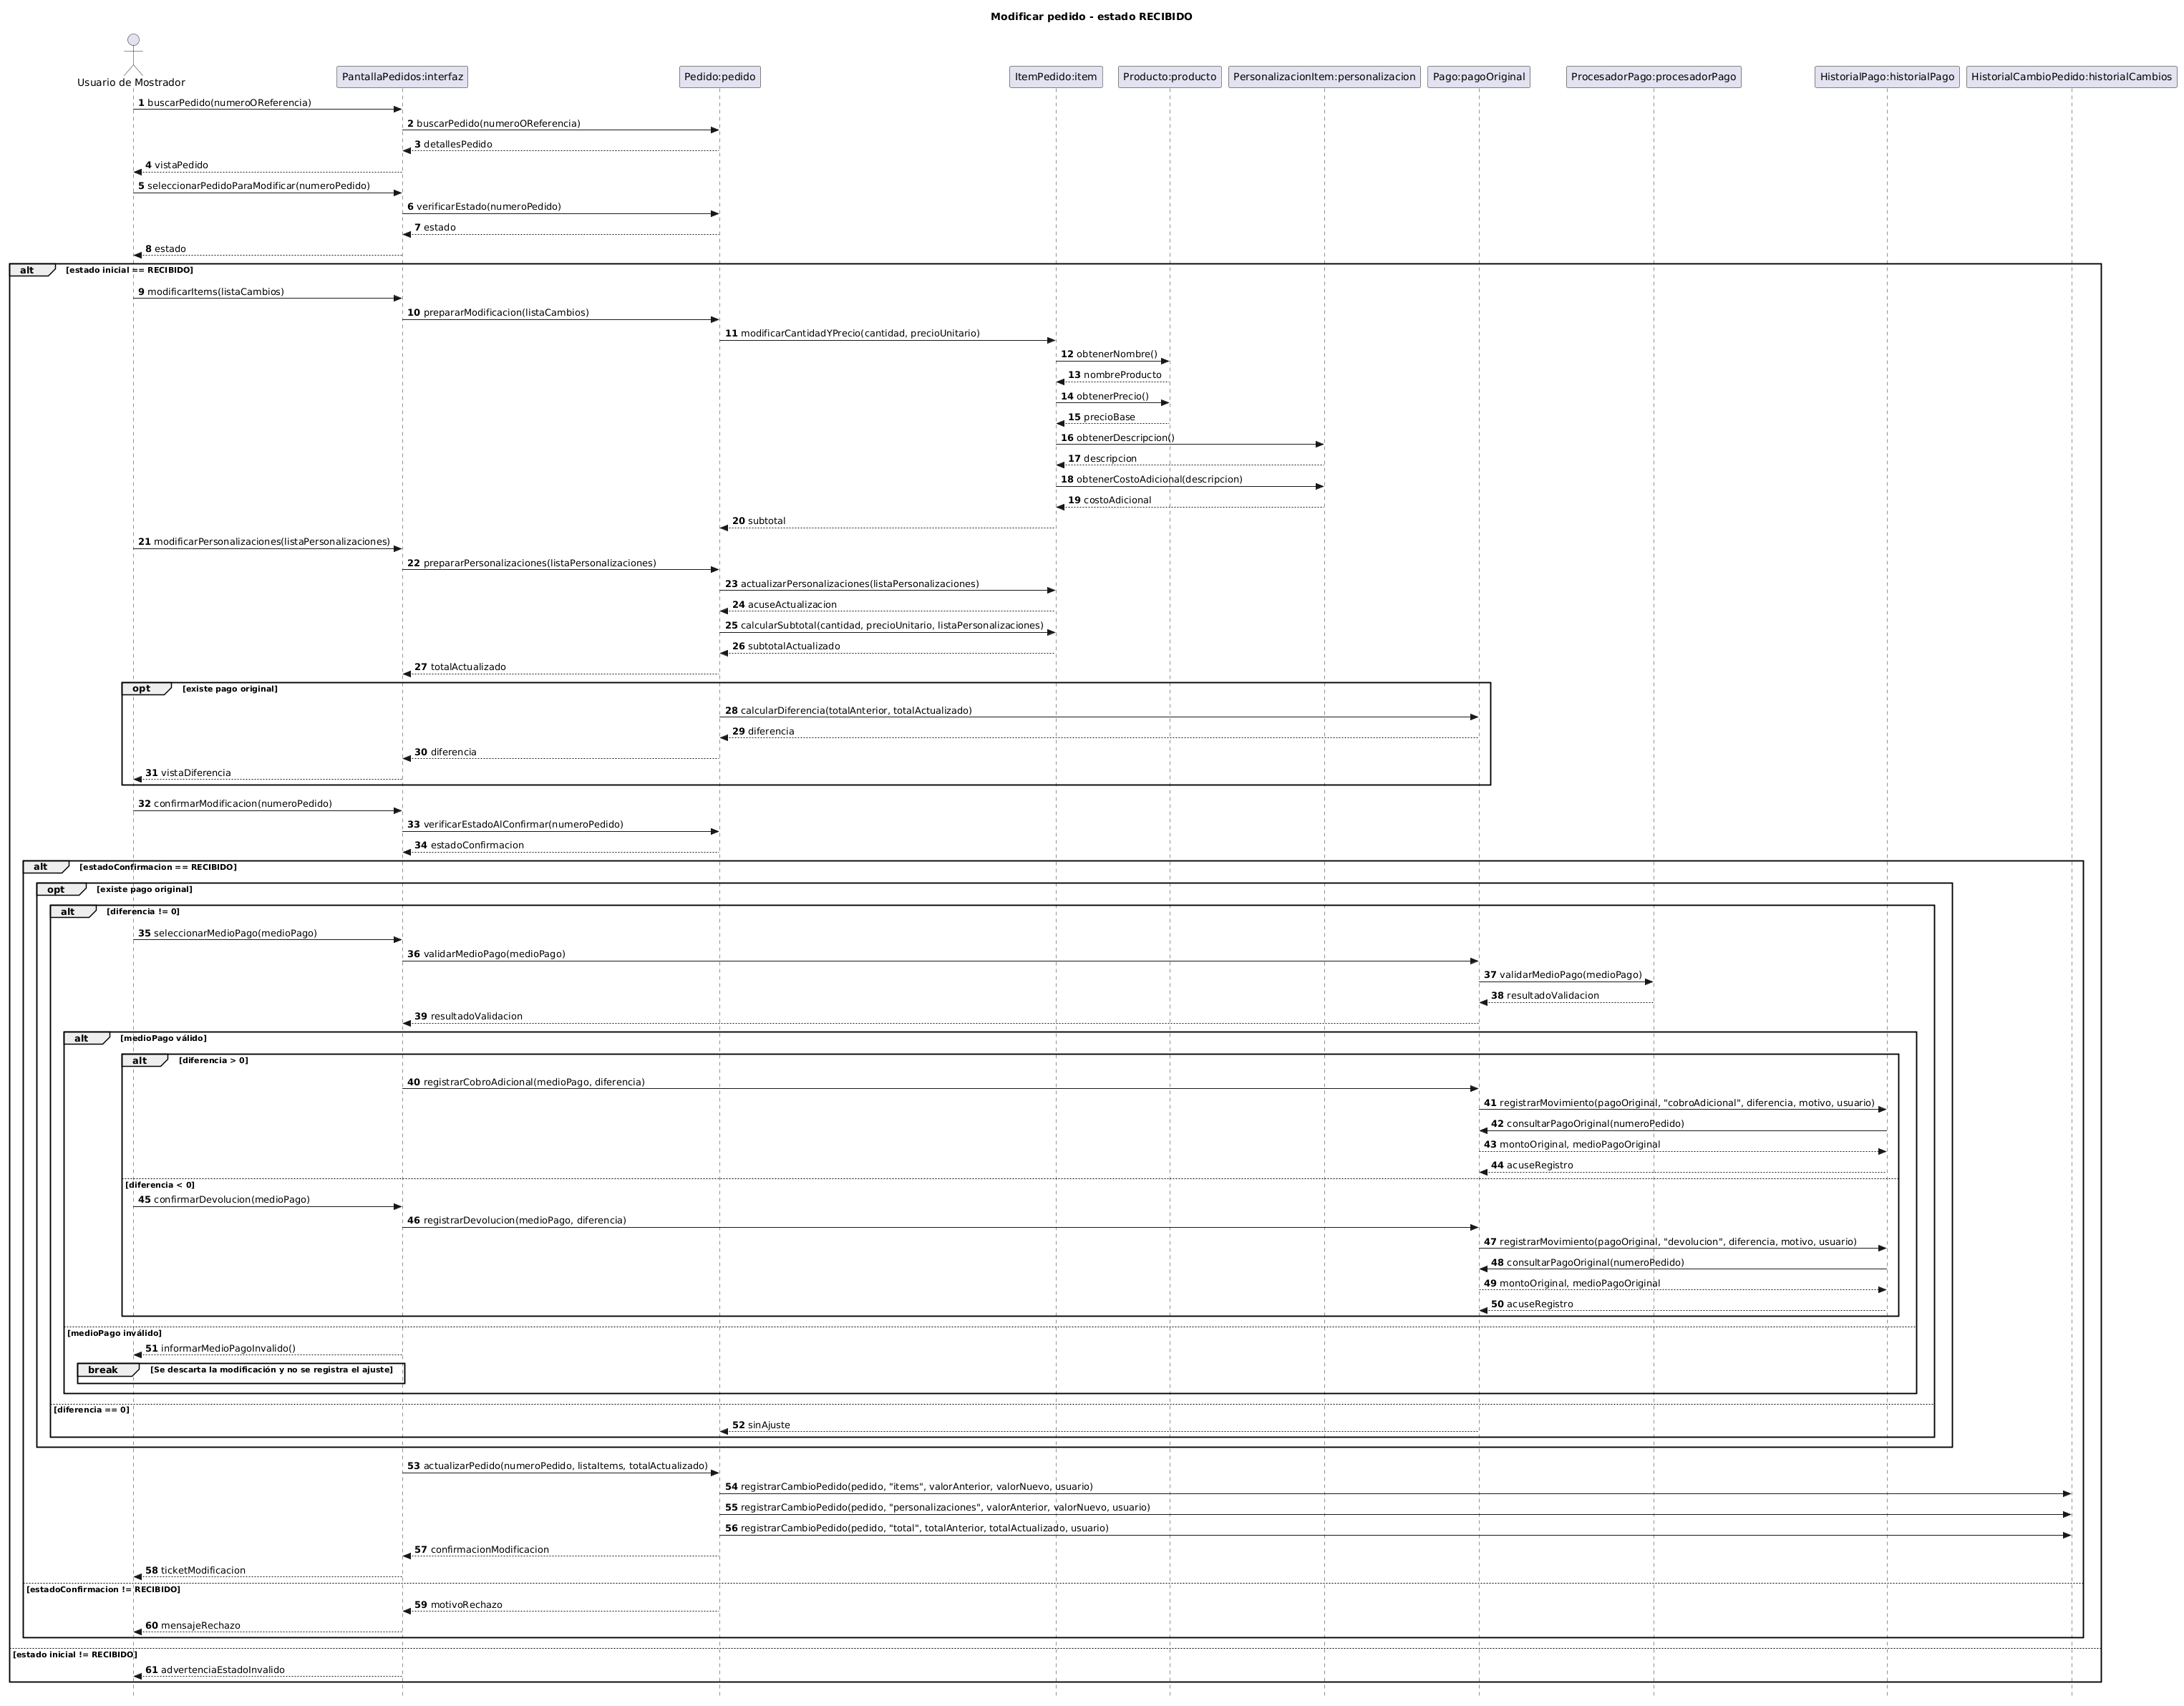 Modificar pedido - estado RECIBIDO
Usuario de Mostrador
PantallaPedidos:interfaz
Pedido:pedido
ItemPedido:item
Producto:producto
PersonalizacionItem:personalizacion
Pago:pagoOriginal
ProcesadorPago:procesadorPago
HistorialPago:historialPago
HistorialCambioPedido:historialCambios
1 buscarPedido(numeroOReferencia)
2 buscarPedido(numeroOReferencia)
3 detallesPedido
4 vistaPedido
5 seleccionarPedidoParaModificar(numeroPedido)
6 verificarEstado(numeroPedido)
7 estado
8 estado
alt [estado inicial == RECIBIDO]
9 modificarItems(listaCambios)
10 prepararModificacion(listaCambios)
11 modificarCantidadYPrecio(cantidad, precioUnitario)
12 obtenerNombre()
13 nombreProducto
14 obtenerPrecio()
15 precioBase
16 obtenerDescripcion()
17 descripcion
18 obtenerCostoAdicional(descripcion)
19 costoAdicional
20 subtotal
21 modificarPersonalizaciones(listaPersonalizaciones)
22 prepararPersonalizaciones(listaPersonalizaciones)
23 actualizarPersonalizaciones(listaPersonalizaciones)
24 acuseActualizacion
25 calcularSubtotal(cantidad, precioUnitario, listaPersonalizaciones)
26 subtotalActualizado
27 totalActualizado
opt [existe pago original]
28 calcularDiferencia(totalAnterior, totalActualizado)
29 diferencia
30 diferencia
31 vistaDiferencia
32 confirmarModificacion(numeroPedido)
33 verificarEstadoAlConfirmar(numeroPedido)
34 estadoConfirmacion
alt [estadoConfirmacion == RECIBIDO]
opt [existe pago original]
alt [diferencia != 0]
35 seleccionarMedioPago(medioPago)
36 validarMedioPago(medioPago)
37 validarMedioPago(medioPago)
38 resultadoValidacion
39 resultadoValidacion
alt [medioPago válido]
alt [diferencia > 0]
40 registrarCobroAdicional(medioPago, diferencia)
41 registrarMovimiento(pagoOriginal, "cobroAdicional", diferencia, motivo, usuario)
42 consultarPagoOriginal(numeroPedido)
43 montoOriginal, medioPagoOriginal
44 acuseRegistro
[diferencia < 0]
45 confirmarDevolucion(medioPago)
46 registrarDevolucion(medioPago, diferencia)
47 registrarMovimiento(pagoOriginal, "devolucion", diferencia, motivo, usuario)
48 consultarPagoOriginal(numeroPedido)
49 montoOriginal, medioPagoOriginal
50 acuseRegistro
[medioPago inválido]
51 informarMedioPagoInvalido()
break [Se descarta la modificación y no se registra el ajuste]
[diferencia == 0]
52 sinAjuste
53 actualizarPedido(numeroPedido, listaItems, totalActualizado)
54 registrarCambioPedido(pedido, "items", valorAnterior, valorNuevo, usuario)
55 registrarCambioPedido(pedido, "personalizaciones", valorAnterior, valorNuevo, usuario)
56 registrarCambioPedido(pedido, "total", totalAnterior, totalActualizado, usuario)
57 confirmacionModificacion
58 ticketModificacion
[estadoConfirmacion != RECIBIDO]
59 motivoRechazo
60 mensajeRechazo
[estado inicial != RECIBIDO]
61 advertenciaEstadoInvalido